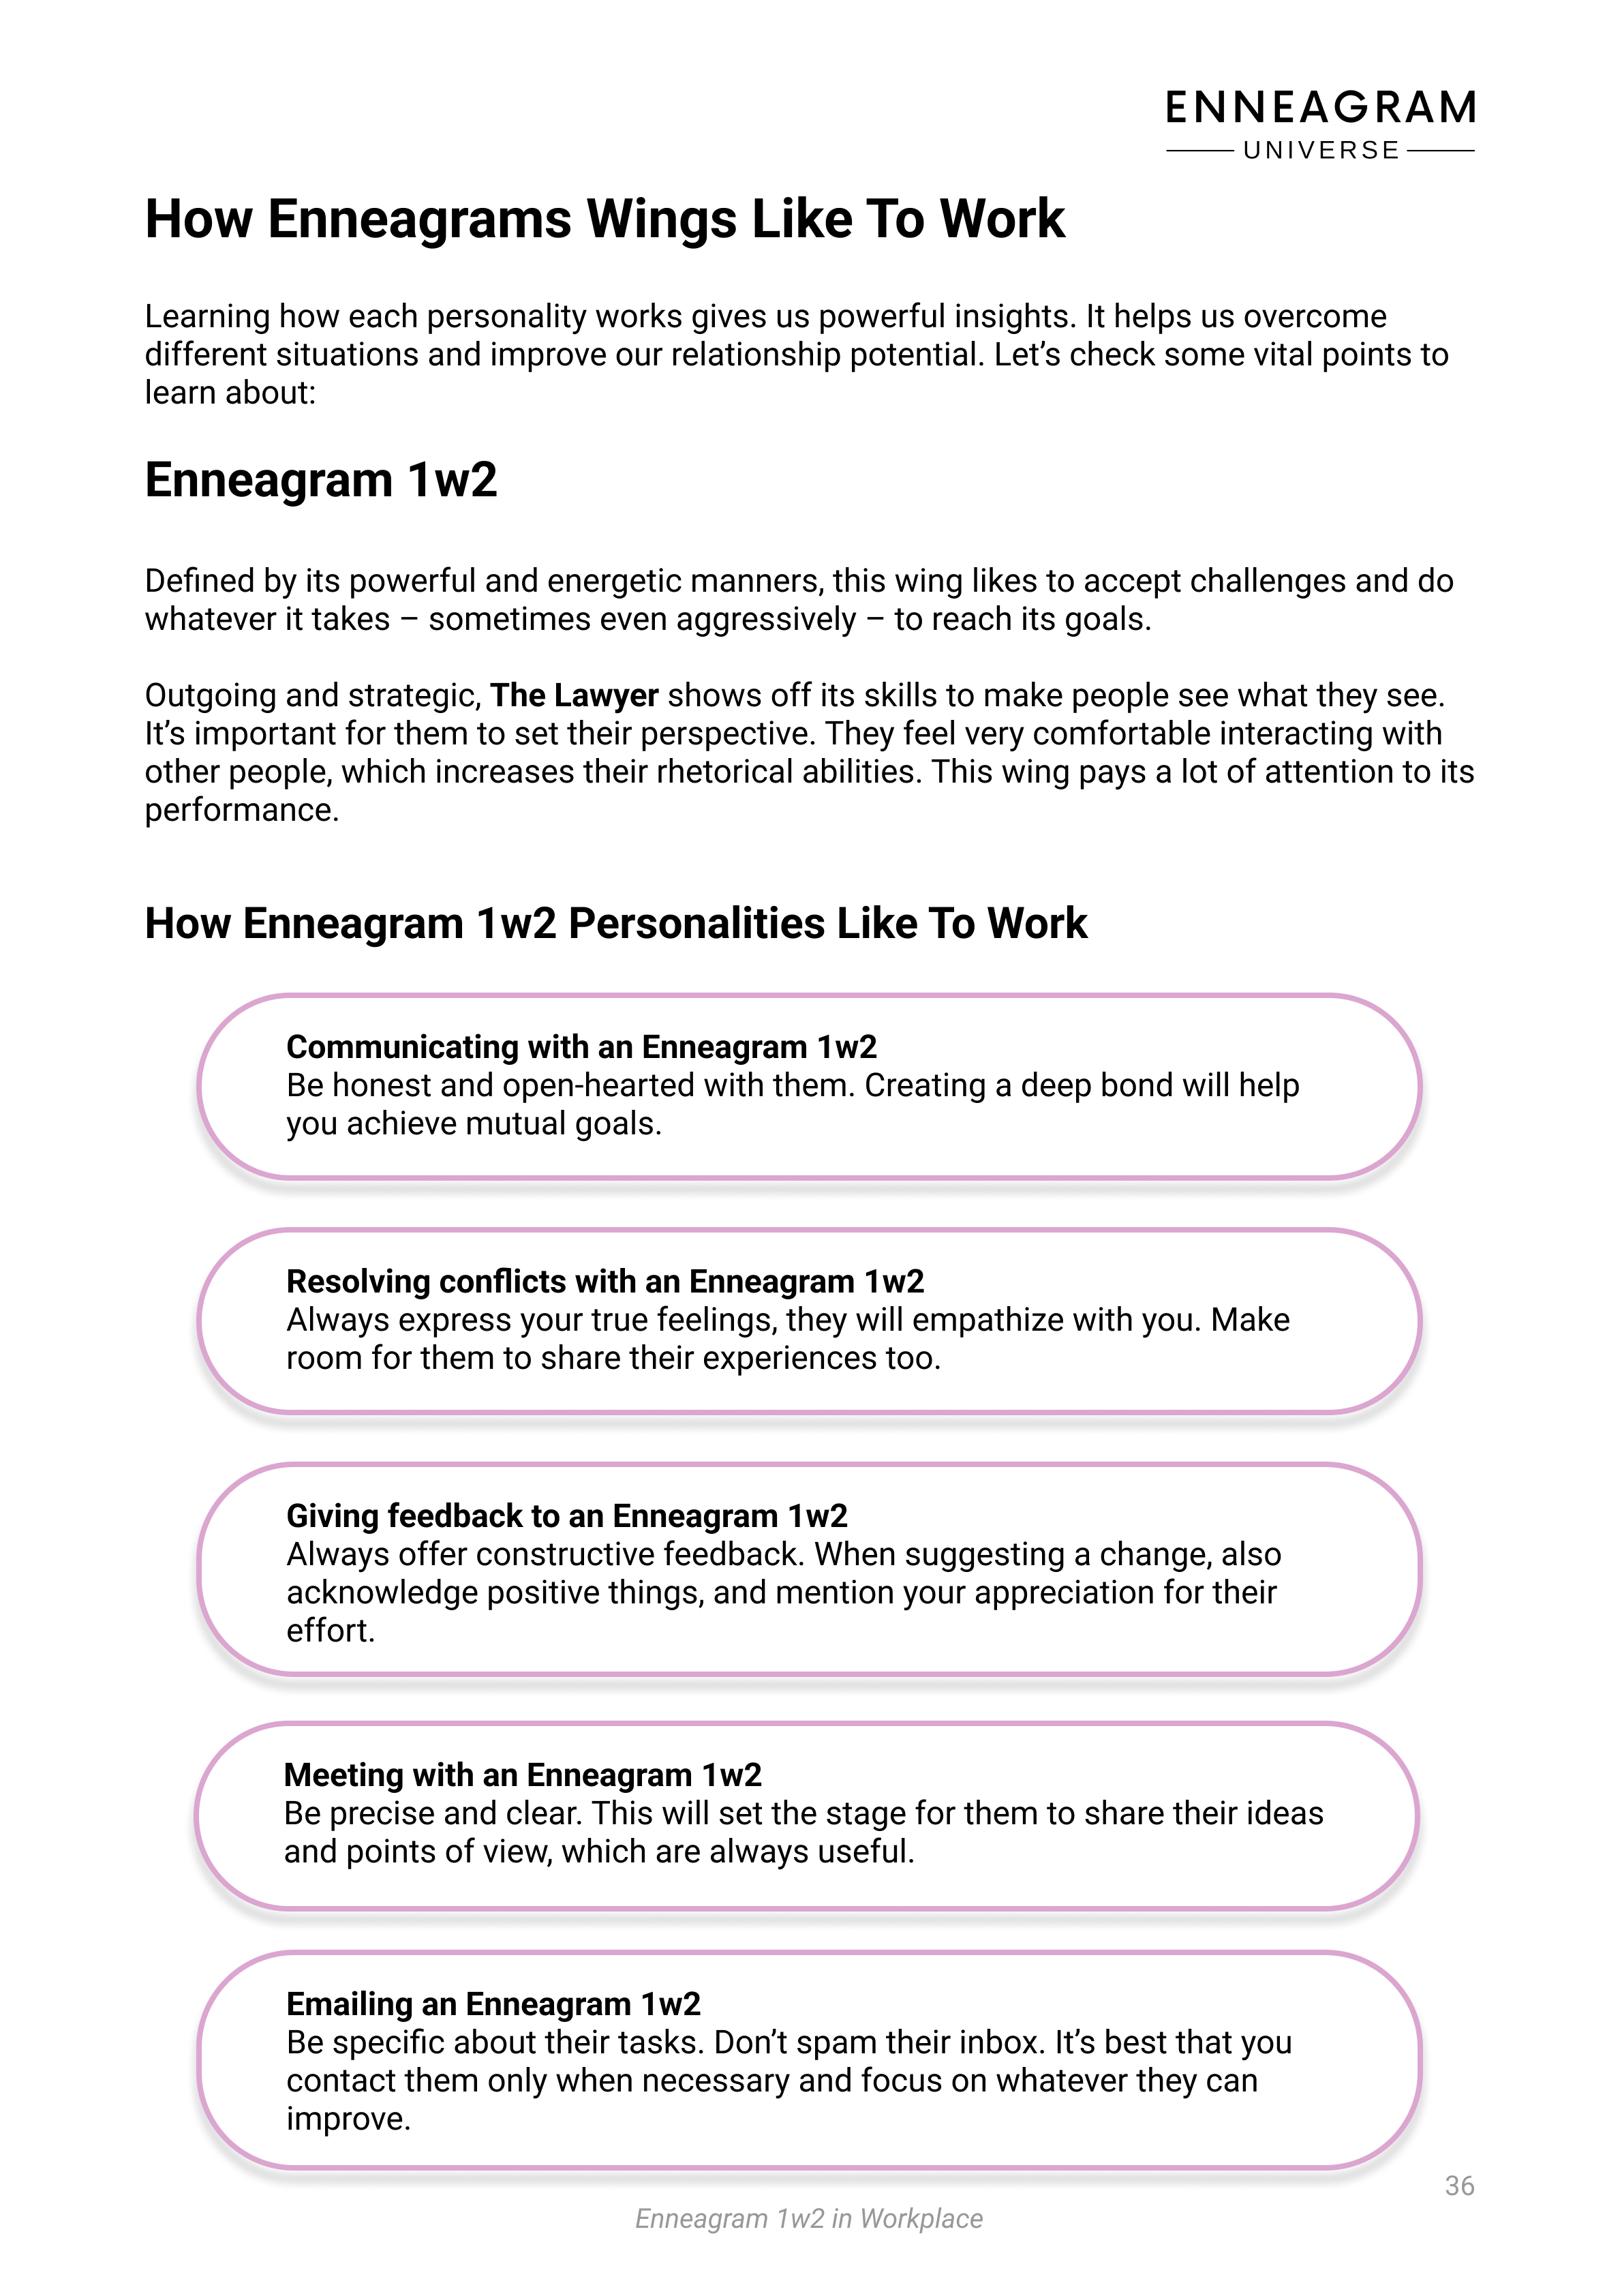 ENNEAGRAM
UNIVERSE
How Enneagrams Wings Like To Work
Learning how each personality works gives us powerful insights. It helps us overcome
different situations and improve our relationship potential. Let’s check some vital points to
learn about:
Enneagram 1w2
Defined by its powerful and energetic manners, this wing likes to accept challenges and do
whatever it takes – sometimes even aggressively – to reach its goals.
Outgoing and strategic, The Lawyer shows off its skills to make people see what they see.
It’s important for them to set their perspective. They feel very comfortable interacting with
other people, which increases their rhetorical abilities. This wing pays a lot of attention to its
performance.
How Enneagram 1w2 Personalities Like To Work
Communicating with an Enneagram 1w2
Be honest and open-hearted with them. Creating a deep bond will help
you achieve mutual goals.
Resolving conflicts with an Enneagram 1w2
Always express your true feelings, they will empathize with you. Make
room for them to share their experiences too.
Giving feedback to an Enneagram 1w2
Always offer constructive feedback. When suggesting a change, also
acknowledge positive things, and mention your appreciation for their
effort.
Meeting with an Enneagram 1w2
Be precise and clear. This will set the stage for them to share their ideas
and points of view, which are always useful.
Emailing an Enneagram 1w2
Be specific about their tasks. Don’t spam their inbox. It’s best that you
contact them only when necessary and focus on whatever they can
improve.
36
Enneagram 1w2 in Workplace